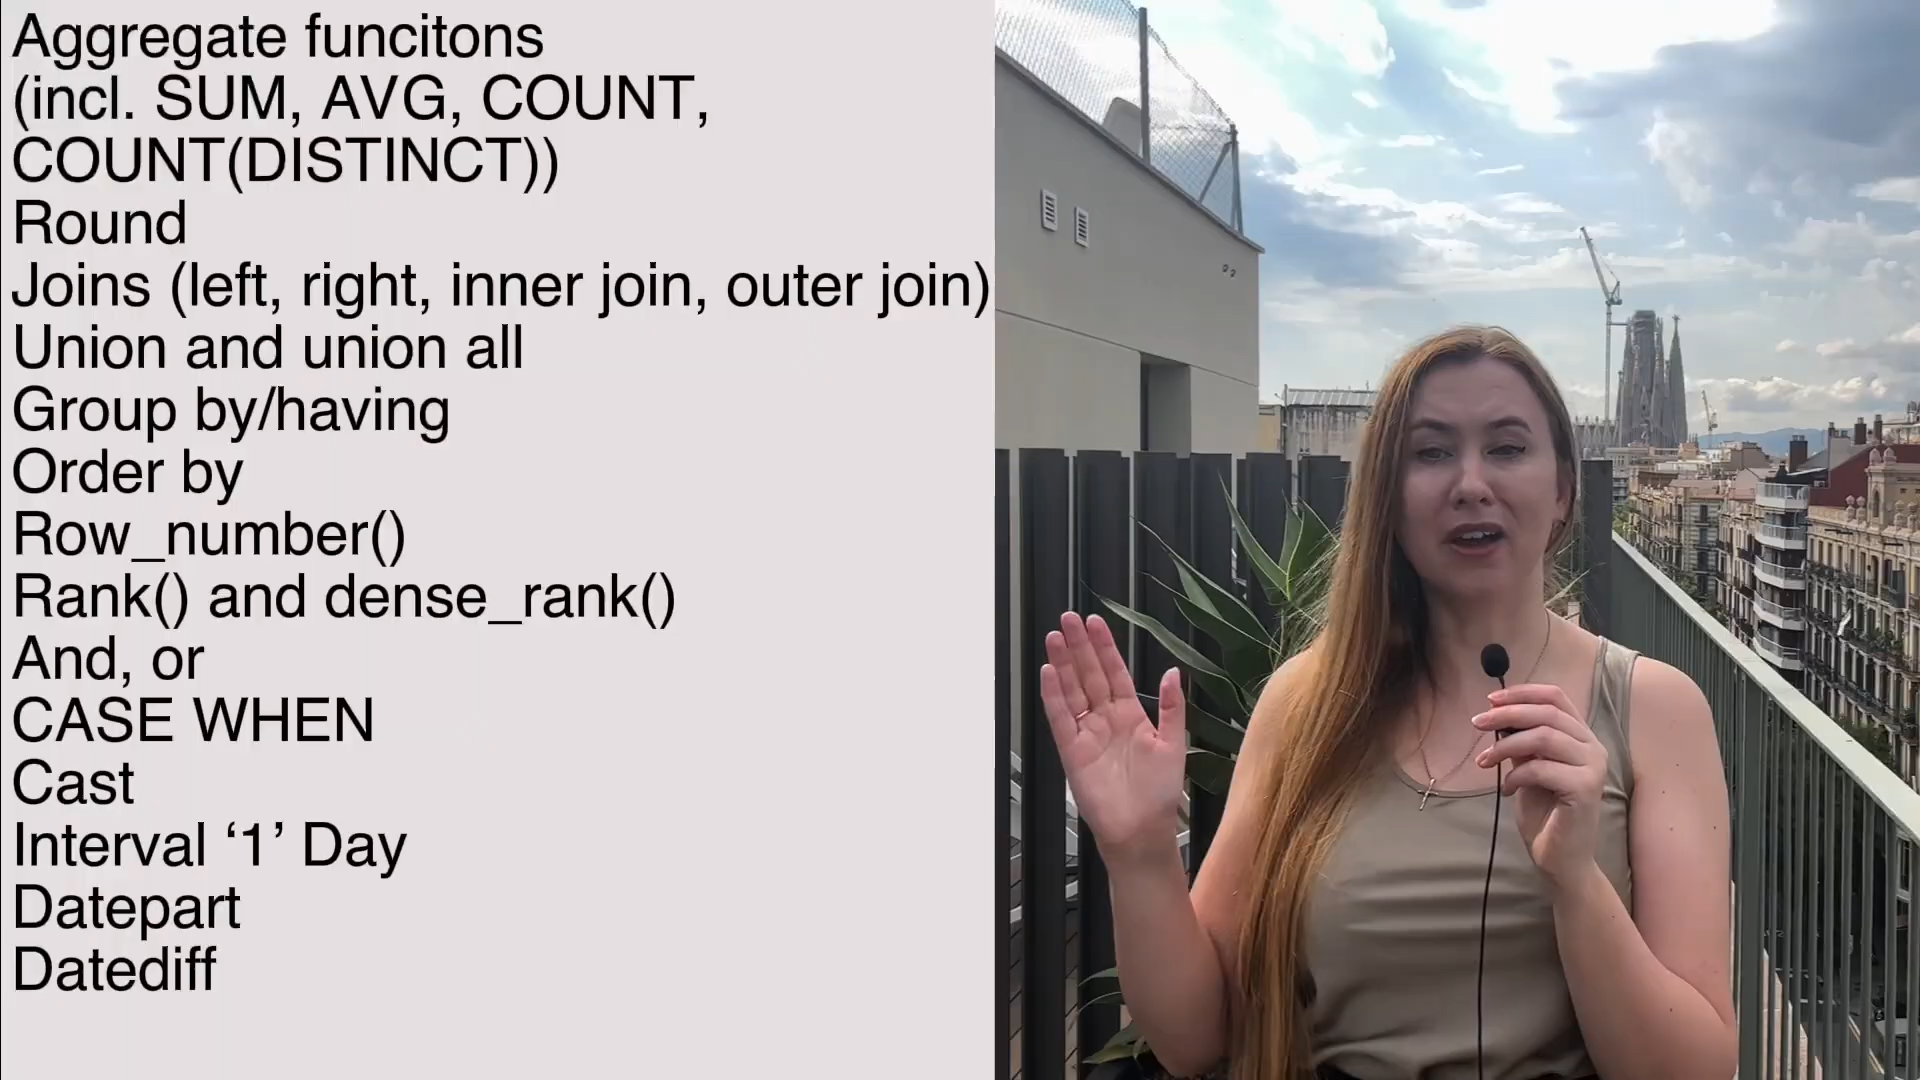 Aggregate funcitons
(incl. SUM, AVG, COUNT,
COUNT(DISTINCT))
Round
Joins (left, right, inner join, outer join)
Union and union all
Group by/having
Order by
Row_number()
Rank() and dense_rank()
And, or
CASE WHEN
Cast
Interval ‘1’ Day
Datepart
Datediff